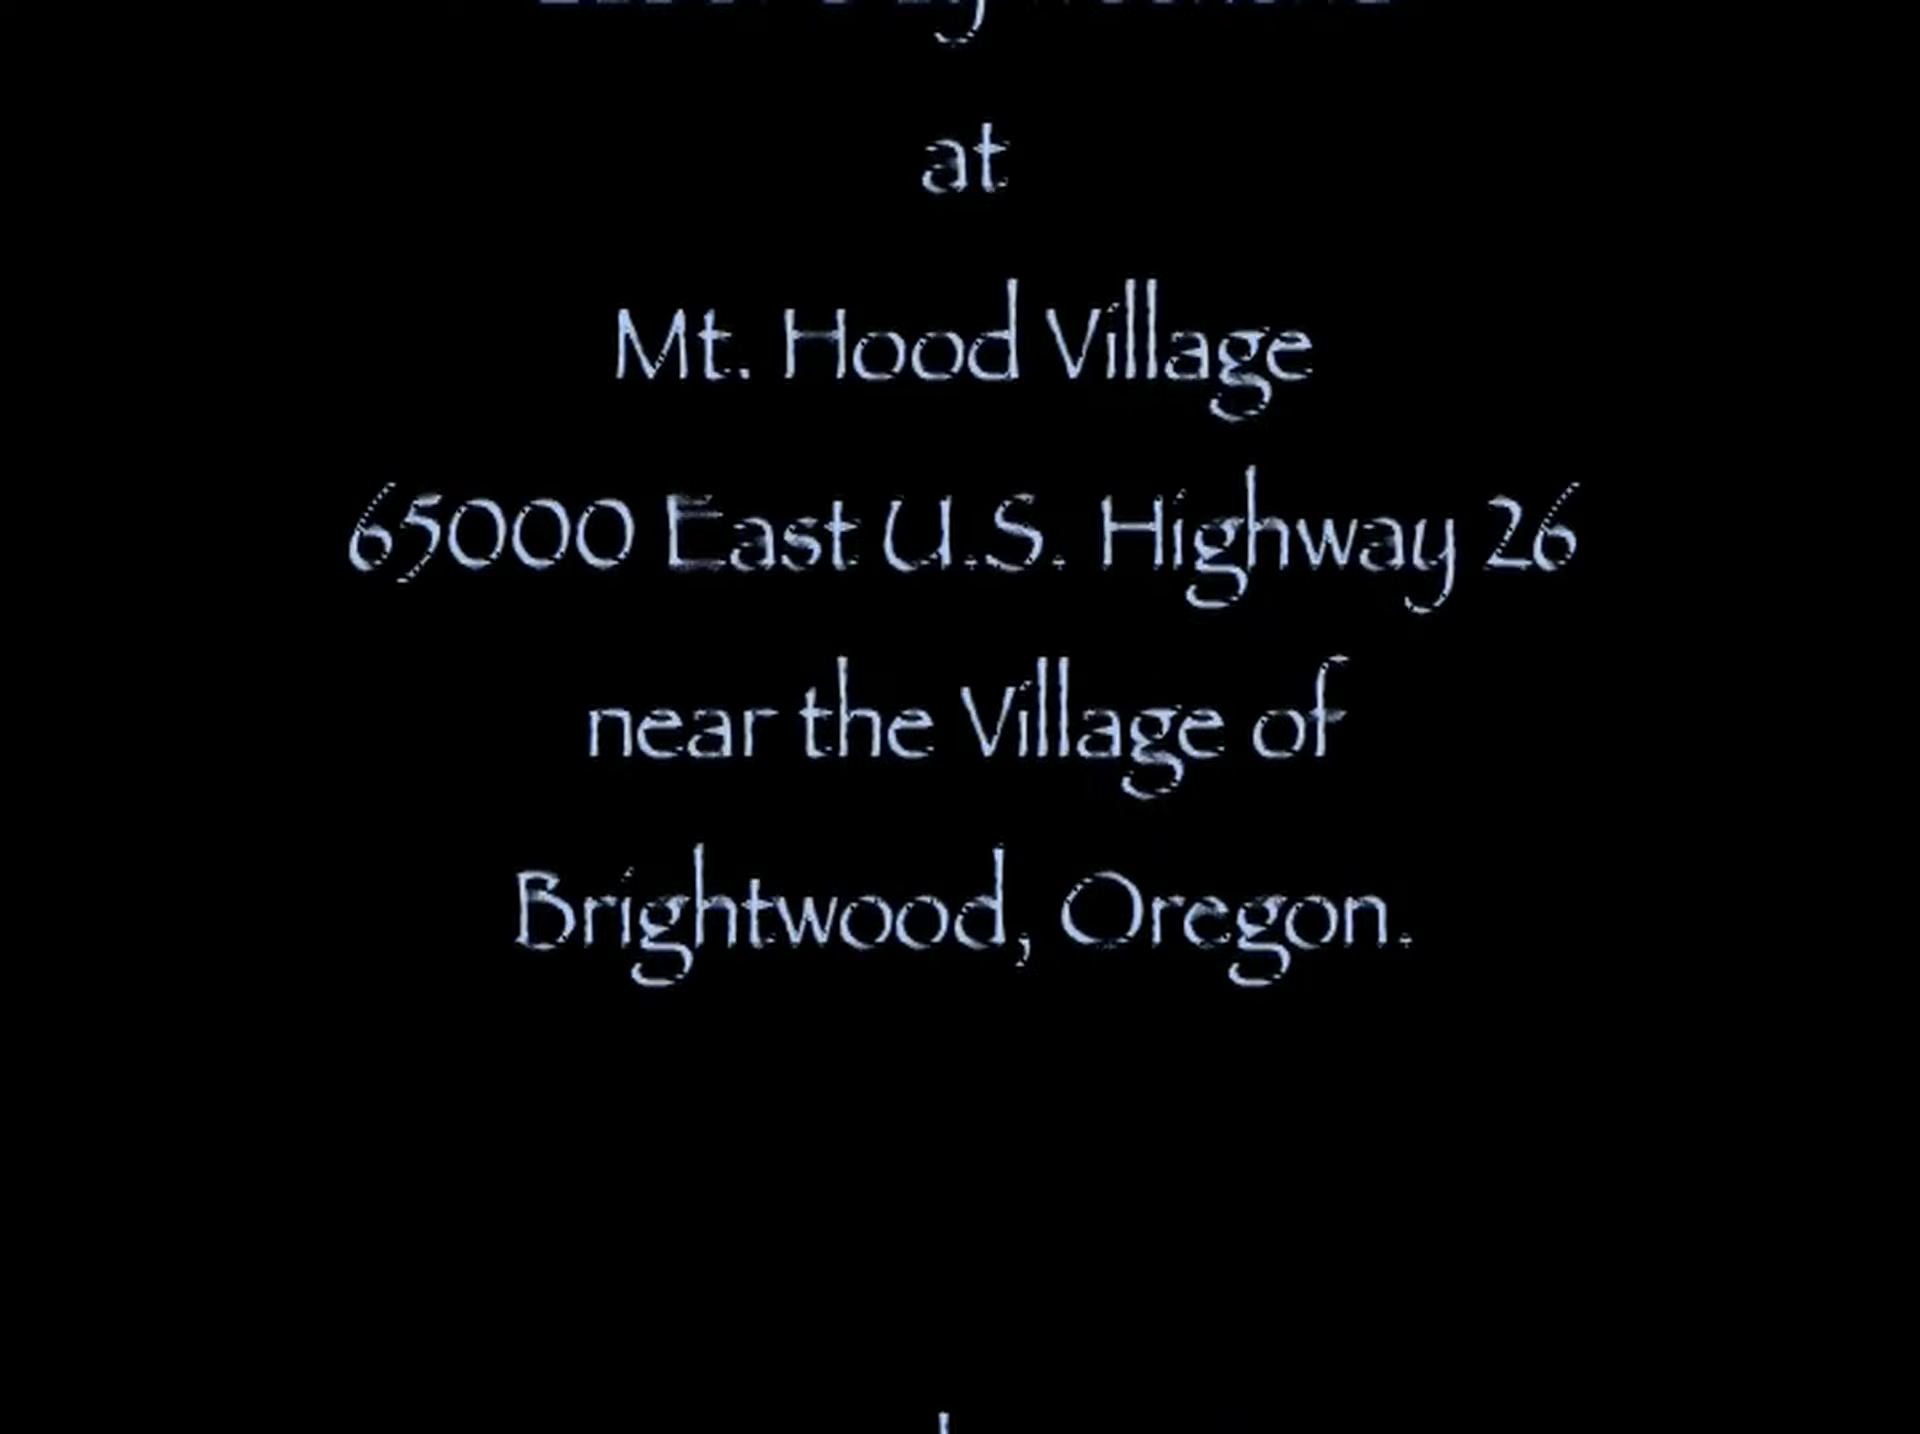 at
Mt. Hood Village
65000 East U.S. Highway 26
near the Village of
Brightwood, Oregon.